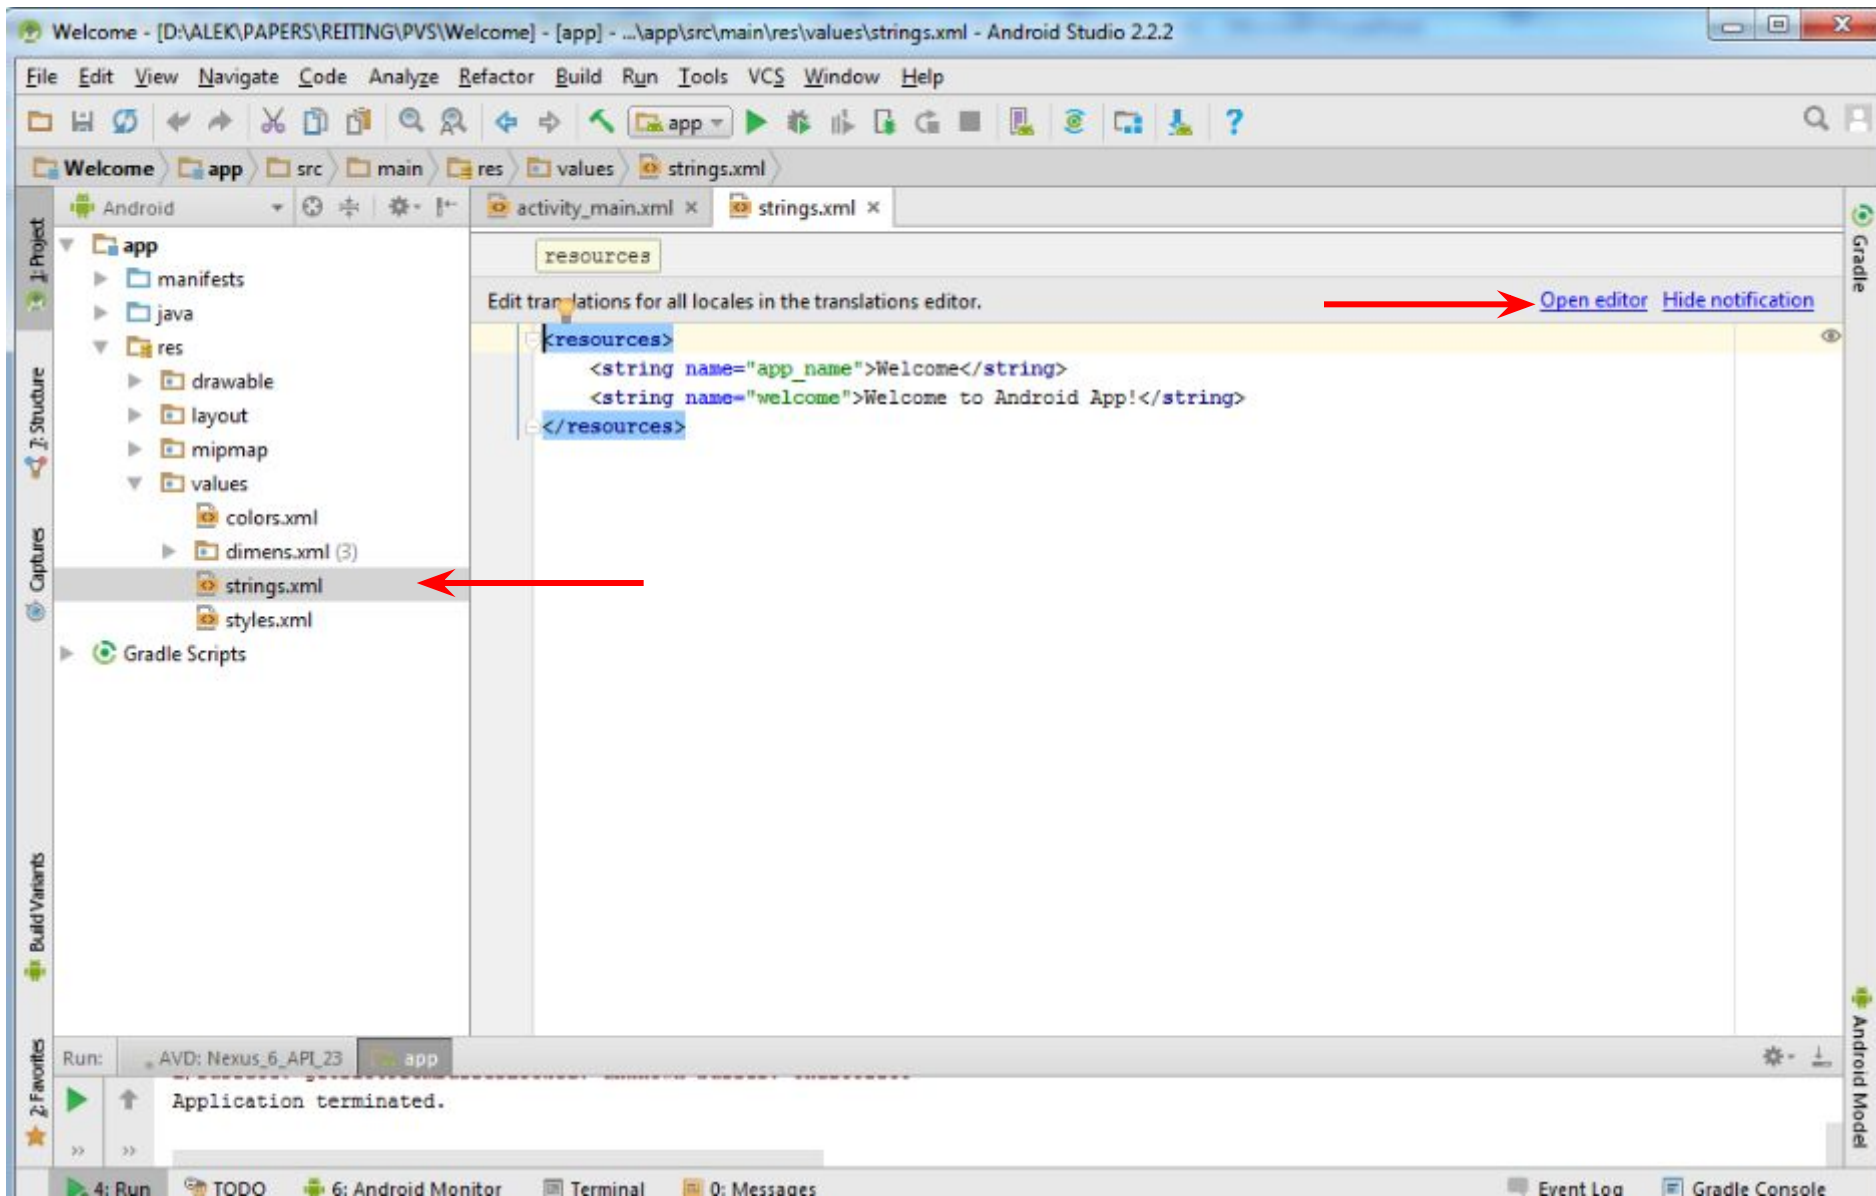 Welcome - [D:\ALEK\PAPERS\REITING\PVS\Welcome] - [app] - ...\app\src\main\res\values\strings.xml - Android Studio 2.2.2
File Edit View Navigate Code Analyze Refactor Build Run Tools VCS Window Help
app
Welcome app src main res values strings.xml
Android
activity_main.xml strings.xml
1: Project
7: Structure
Captures
Build Variants
2: Favorites
app
manifests
java
res
drawable
layout
mipmap
values
colors.xml
dimens.xml (3)
strings.xml
styles.xml
Gradle Scripts
resources
Edit translations for all locales in the translations editor. Open editor Hide notification
<resources>
<string name="app_name">Welcome</string>
<string name="welcome">Welcome to Android App!</string>
</resources>
Gradle
Android Model
Run: AVD: Nexus_6_API_23 app
Application terminated.
4: Run TODO 6: Android Monitor Terminal 0: Messages Event Log Gradle Console